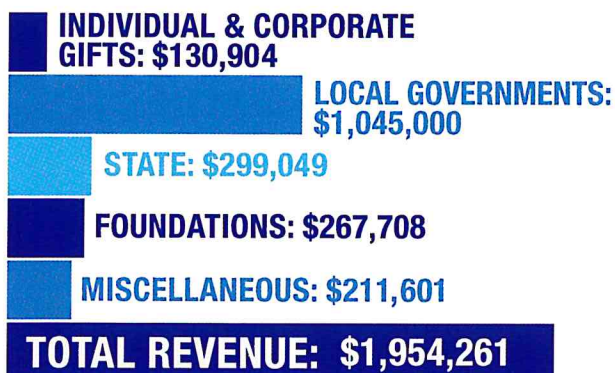 INDIVIDUAL & CORPORATE
GIFTS: $130,904
LOCAL GOVERNMENTS:
$1,045,000
STATE: $299,049
FOUNDATIONS: $267,708
MISCELLANEOUS: $211,601
TOTAL REVENUE: $1,954,261